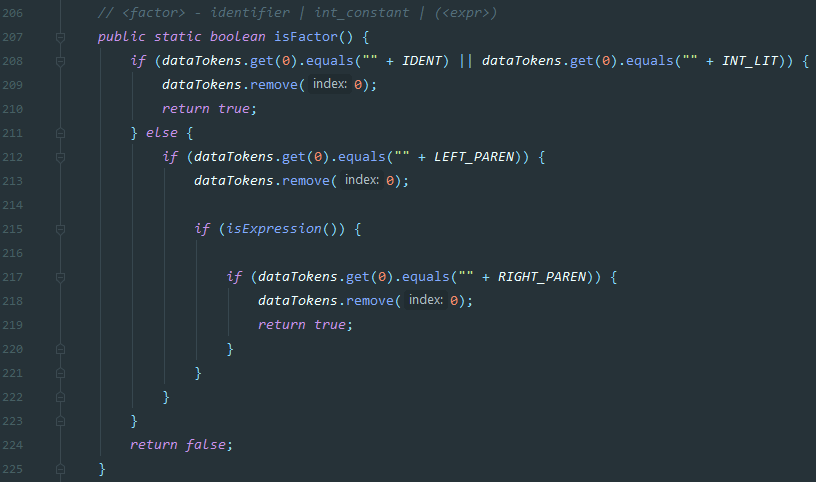 206 // <factor> - identifier | int_constant | (<expr>)
207 public static boolean isFactor() {
208 if (dataTokens.get(0).equals("" + IDENT) || dataTokens.get(0).equals("" + INT_LIT)) {
209 dataTokens.remove( index: 0);
210 return true;
211 } else {
212 if (dataTokens.get(0).equals("" + LEFT_PAREN)) {
213 dataTokens.remove( index: 0);
214
215 if (isExpression()) {
216
217 if (dataTokens.get(0).equals("" + RIGHT_PAREN)) {
218 dataTokens.remove( index: 0);
219 return true;
220 }
221 }
222 }
223 }
224 return false;
225 }